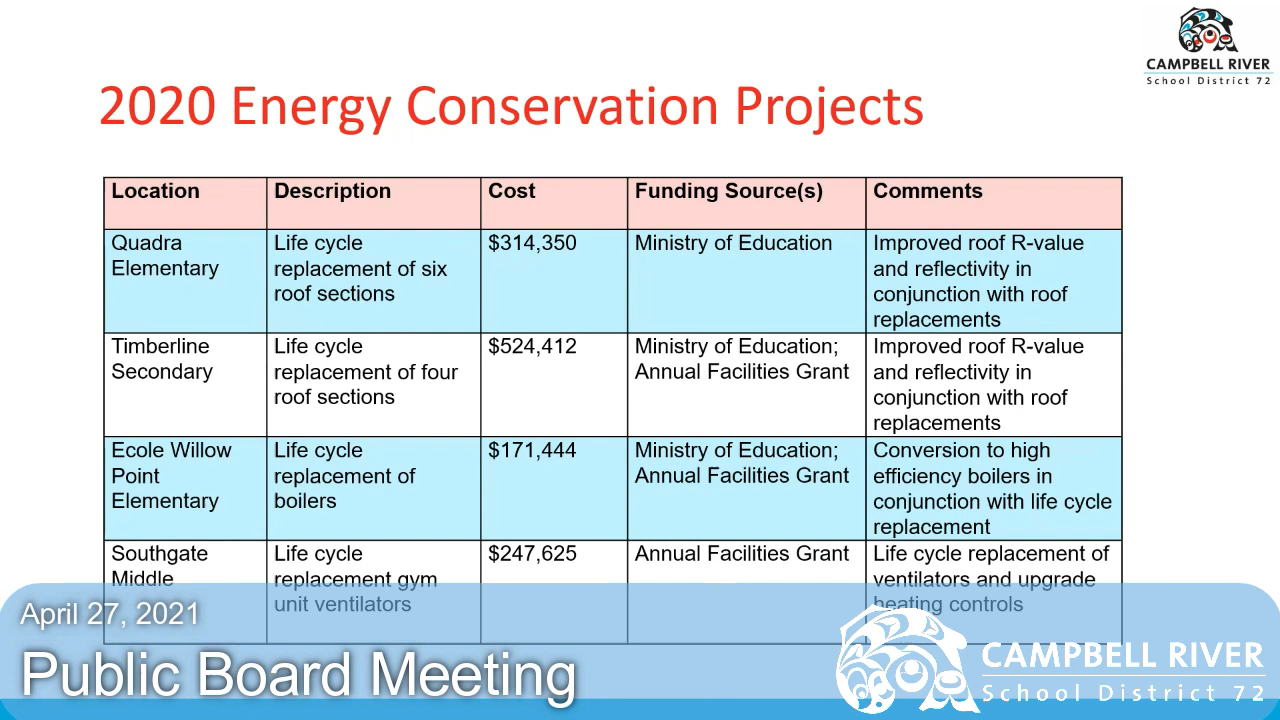 CAMPBELL RIVER
School District 72
2020 Energy Conservation Projects
Location Description Cost Funding Source(s) Comments
Quadra Life cycle $314,350 Ministry of Education Improved roof R-value
Elementary replacement of six and reflectivity in
roof sections conjunction with roof
replacements
Timberline Life cycle $524,412 Ministry of Education; Improved roof R-value
Secondary replacement of four Annual Facilities Grant and reflectivity in
roof sections conjunction with roof
replacements
Ecole Willow Life cycle $171,444 Ministry of Education; Conversion to high
Point replacement of Annual Facilities Grant efficiency boilers in
Elementary boilers conjunction with life cycle
replacement
Southgate Life cycle $247,625 Annual Facilities Grant Life cycle replacement of
Middle replacement gym ventilators and upgrade
unit ventilators heating controls
April 27, 2021
Public Board Meeting
CAMPBELL RIVER
School District 72